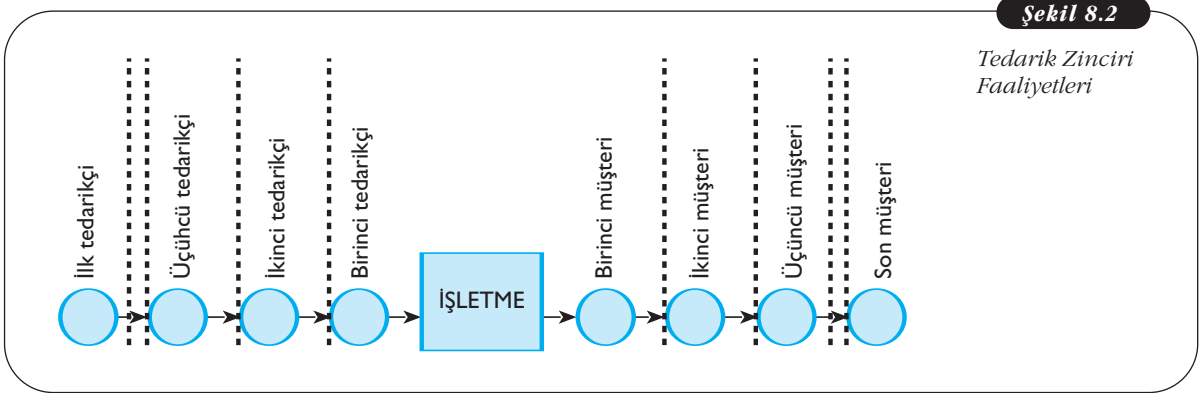 Şekil 8.2
Tedarik Zinciri
Faaliyetleri
İlk tedarikçi
Üçühcü tedarikçi
İkinci tedarikçi
Birinci tedarikçi
İŞLETME
Birinci müşteri
İkinci müşteri
Üçüncü müşteri
Son müşteri